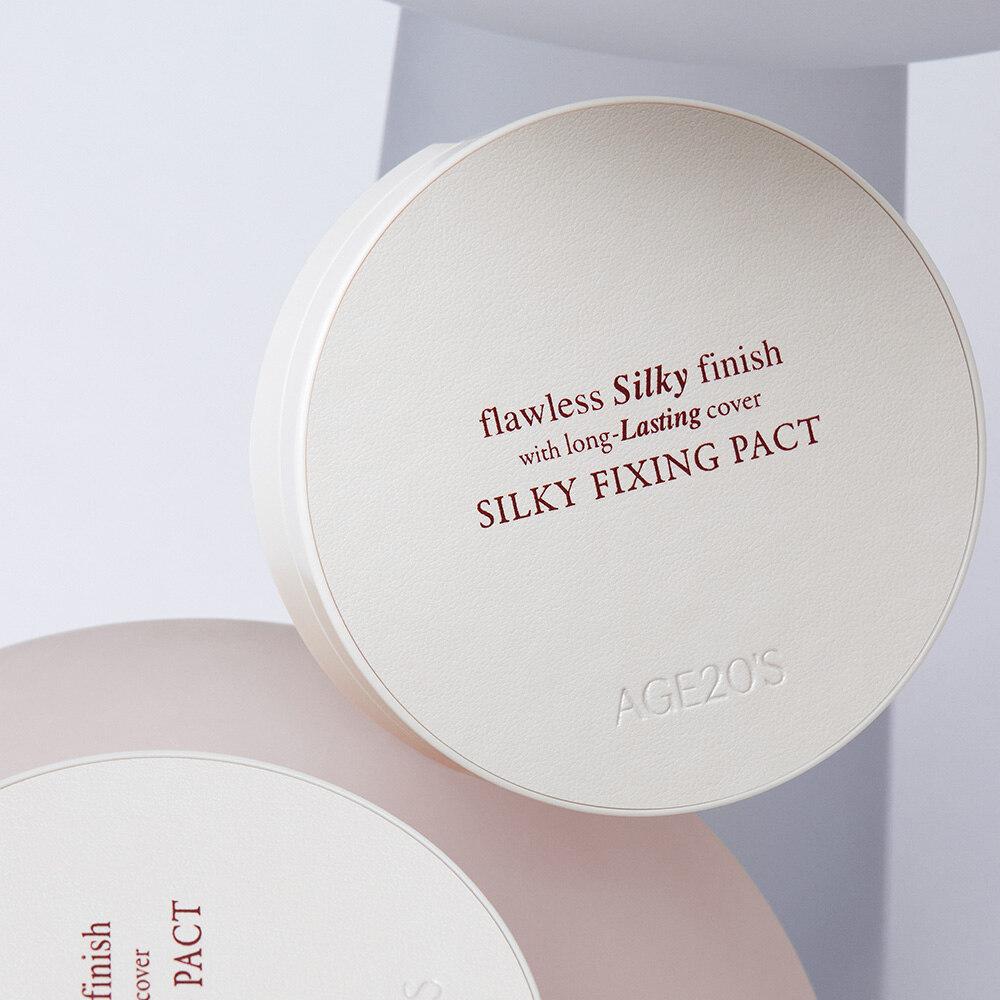 flawless Silky finish
with long-Lasting cover
SILKY FIXING PACT
AGE20'S
finish
cover
PACT